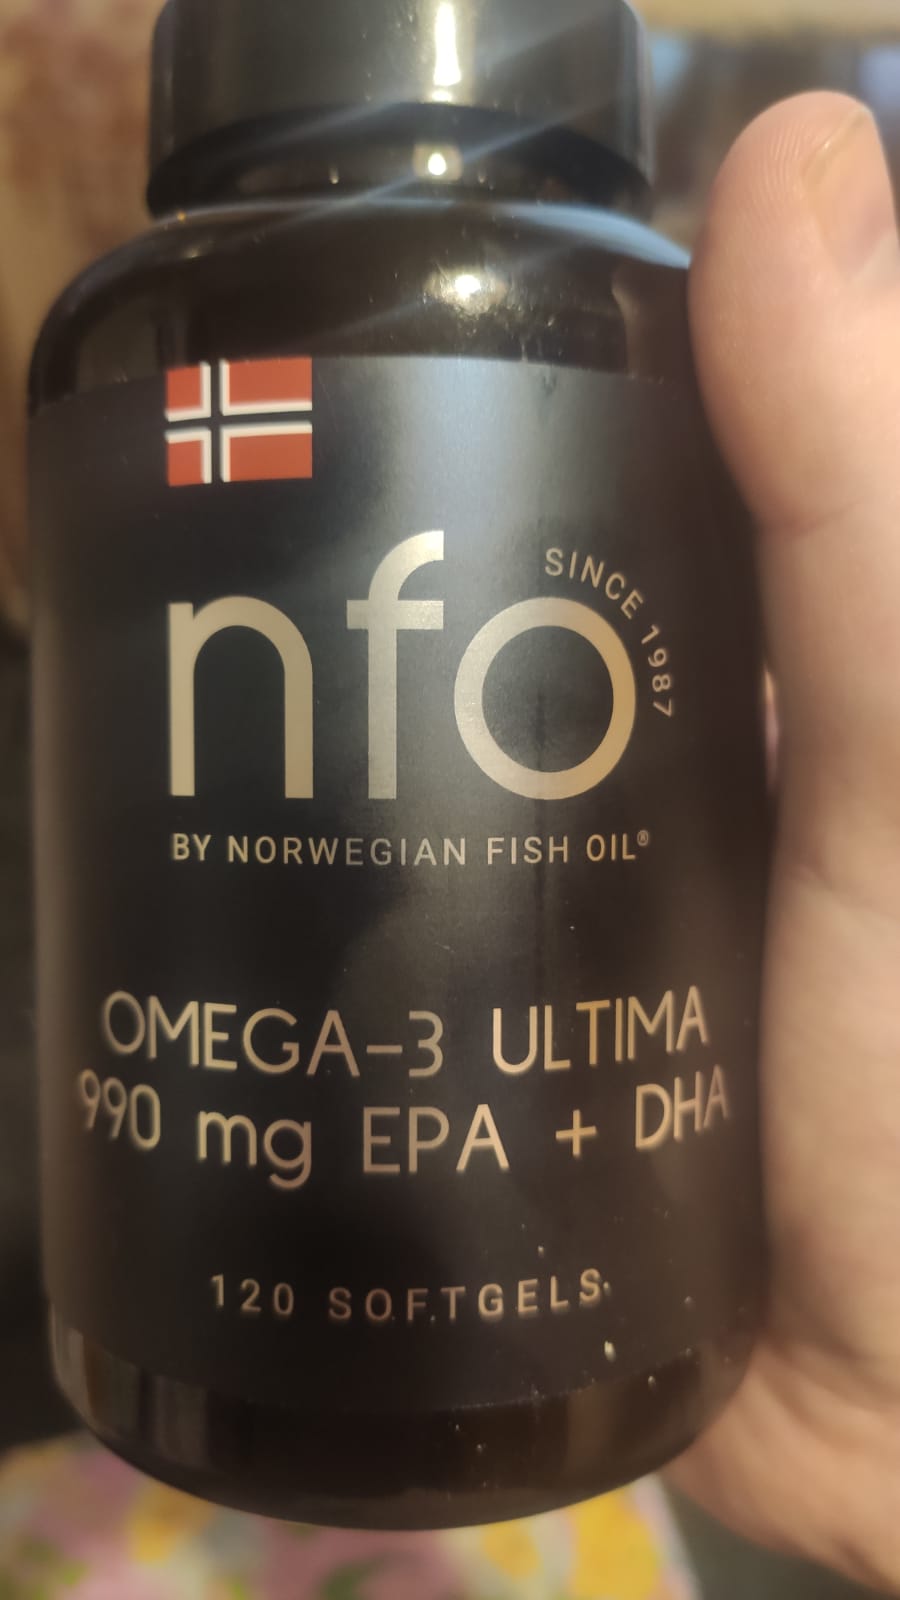 nfo
SINCE 1987
BY NORWEGIAN FISH OIL®
OMEGA-3 ULTIMA
990 mg EPA + DHA
120 SOFTGELS